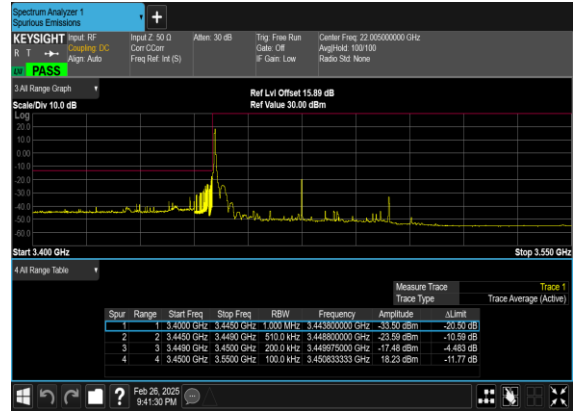 Spectrum Analyzer 1
Spurious Emissions
KEYSIGHT Input: RF Input Z: 50 Ω Atten: 30 dB Trig: Free Run Center Freq: 22.005000000 GHz
R T Coupling: DC Corr CCorr Gate: Off Avg|Hold: 100/100
Align: Auto Freq Ref: Int (S) IF Gain: Low Radio Std: None
PASS
3.All Range Graph
Ref Lvl Offset 15.89 dB
Scale/Div 10.0 dB Ref Value 30.00 dBm
Log
20.0
10.0
0.00
-10.0
-20.0
-30.0
-40.0
-50.0
-60.0
Start 3.400 GHz Stop 3.550 GHz
4.All Range Table
Measure Trace Trace 1
Trace Type Trace Average (Active)
Spur Range Start Freq Stop Freq RBW Frequency Amplitude ΔLimit
1 1 3.4000 GHz 3.4450 GHz 1.000 MHz 3.443800000 GHz -33.50 dBm -20.50 dB
2 2 3.4450 GHz 3.4490 GHz 510.0 kHz 3.448800000 GHz -23.59 dBm -10.59 dB
3 3 3.4490 GHz 3.4500 GHz 200.0 kHz 3.449975000 GHz -17.48 dBm -4.483 dB
4 4 3.4500 GHz 3.5500 GHz 100.0 kHz 3.450833333 GHz 18.23 dBm -11.77 dB
? Feb 26, 2025
9:41:30 PM